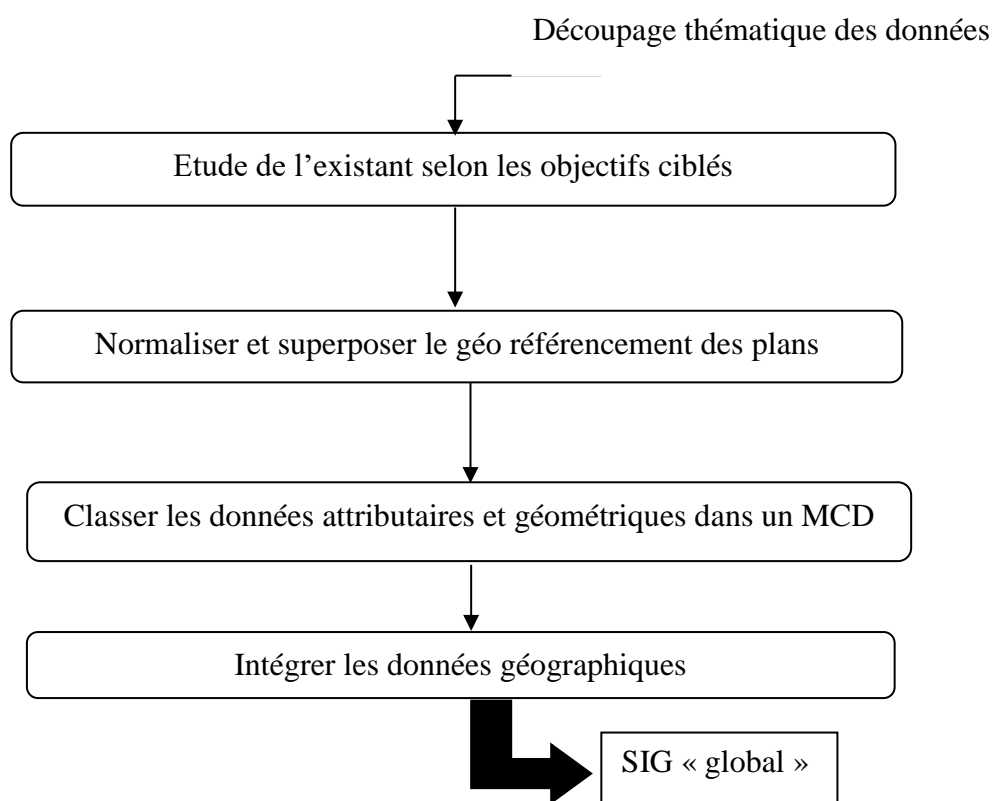 Découpage thématique des données
Etude de l’existant selon les objectifs ciblés
Normaliser et superposer le géo référencement des plans
Classer les données attributaires et géométriques dans un MCD
Intégrer les données géographiques
SIG « global »